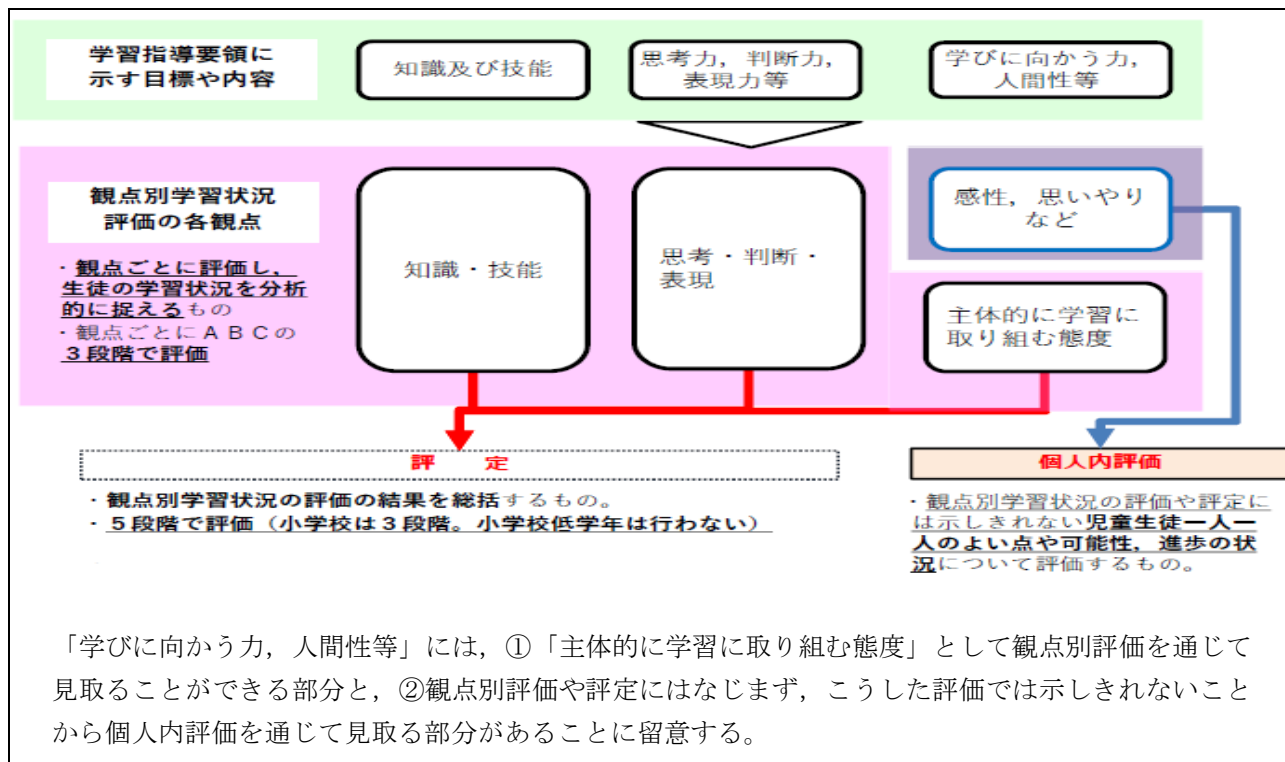 学習指導要領に
示す目標や内容
知識及び技能
思考力，判断力，
表現力等
学びに向かう力，
人間性等
観点別学習状況
評価の各観点
・観点ごとに評価し，
生徒の学習状況を分析
的に捉えるもの
・観点ごとにＡＢＣの
３段階で評価
知識・技能
思考・判断・
表現
感性，思いやり
など
主体的に学習に
取り組む態度
評　定
・観点別学習状況の評価の結果を総括するもの。
・５段階で評価（小学校は３段階。小学校低学年は行わない）
個人内評価
・観点別学習状況の評価や評定に
は示しきれない児童生徒一人一
人のよい点や可能性，進歩の状
況について評価するもの。
「学びに向かう力，人間性等」には，①「主体的に学習に取り組む態度」として観点別評価を通じて
見取ることができる部分と，②観点別評価や評定にはなじまず，こうした評価では示しきれないこと
から個人内評価を通じて見取る部分があることに留意する。